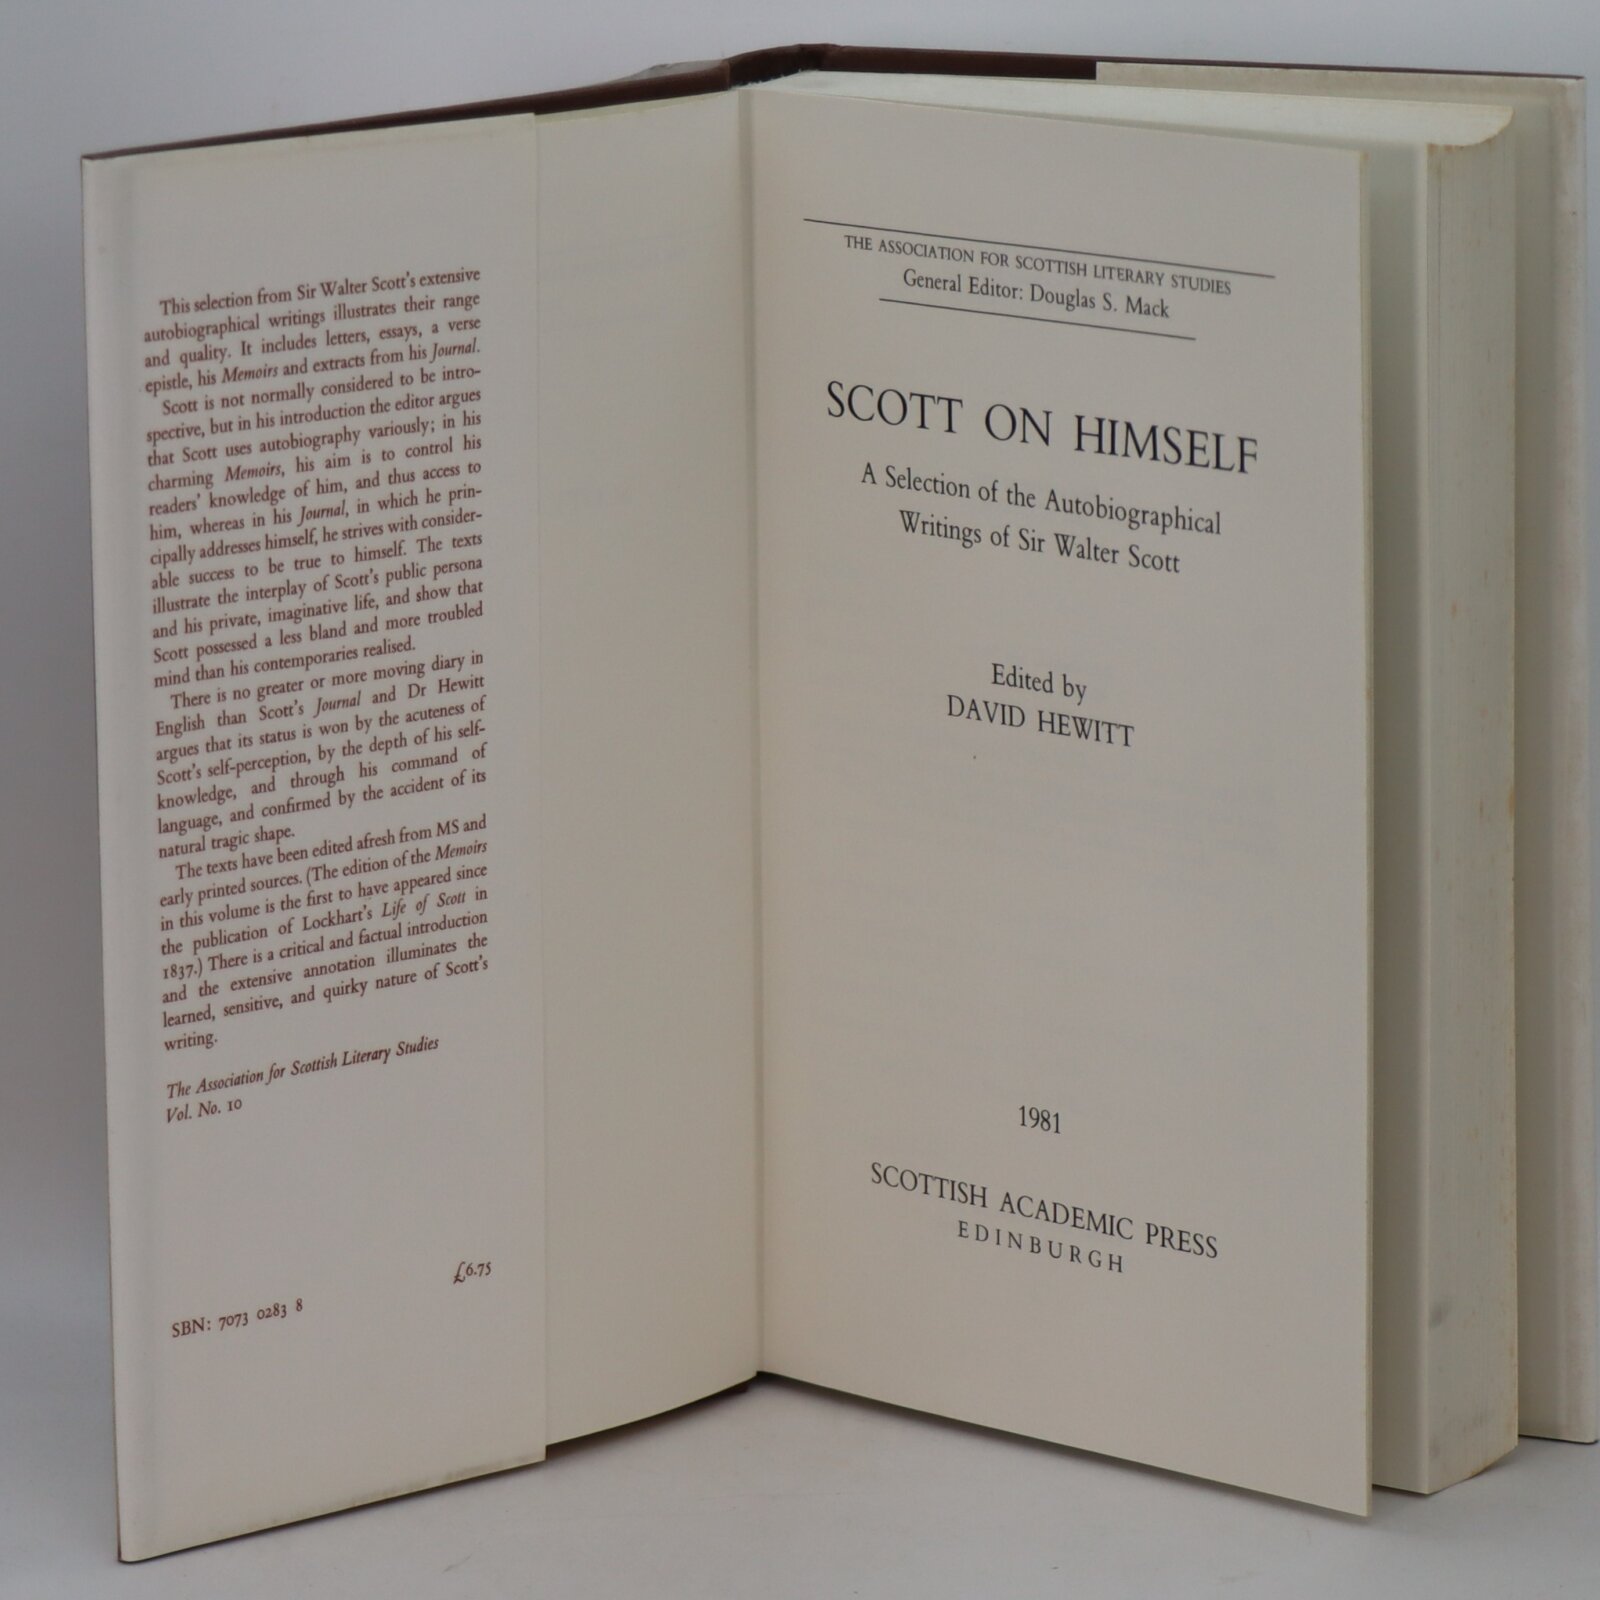 This selection from Sir Walter Scott's extensive
autobiographical writings illustrates their range
and quality. It includes letters, essays, a verse
epistle, his Memoirs and extracts from his Journal.
Scott is not normally considered to be intro-
spective, but in his introduction the editor argues
that Scott uses autobiography variously; in his
charming Memoirs, his aim is to control his
readers' knowledge of him, and thus access to
him, whereas in his Journal, in which he prin-
cipally addresses himself, he strives with consider-
able success to be true to himself. The texts
illustrate the interplay of Scott's public persona
and his private, imaginative life, and show that
Scott possessed a less bland and more troubled
mind than his contemporaries realised.
There is no greater or more moving diary in
English than Scott's Journal and Dr Hewitt
argues that its status is won by the acuteness of
Scott's self-perception, by the depth of his self-
knowledge, and through his command of
language, and confirmed by the accident of its
natural tragic shape.
The texts have been edited afresh from MS and
early printed sources. (The edition of the Memoirs
in this volume is the first to have appeared since
the publication of Lockhart's Life of Scott in
1837.) There is a critical and factual introduction
and the extensive annotation illuminates the
learned, sensitive, and quirky nature of Scott's
writing.
The Association for Scottish Literary Studies
Vol. No. 10
£6.75
SBN: 7073 0283 8
THE ASSOCIATION FOR SCOTTISH LITERARY STUDIES
General Editor: Douglas S. Mack
SCOTT ON HIMSELF
A Selection of the Autobiographical
Writings of Sir Walter Scott
Edited by
DAVID HEWITT
1981
SCOTTISH ACADEMIC PRESS
EDINBURGH